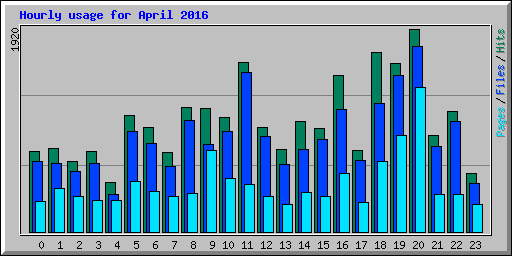 Hourly usage for April 2016
1920
Pages / Files / Hits
0 1 2 3 4 5 6 7 8 9 10 11 12 13 14 15 16 17 18 19 20 21 22 23